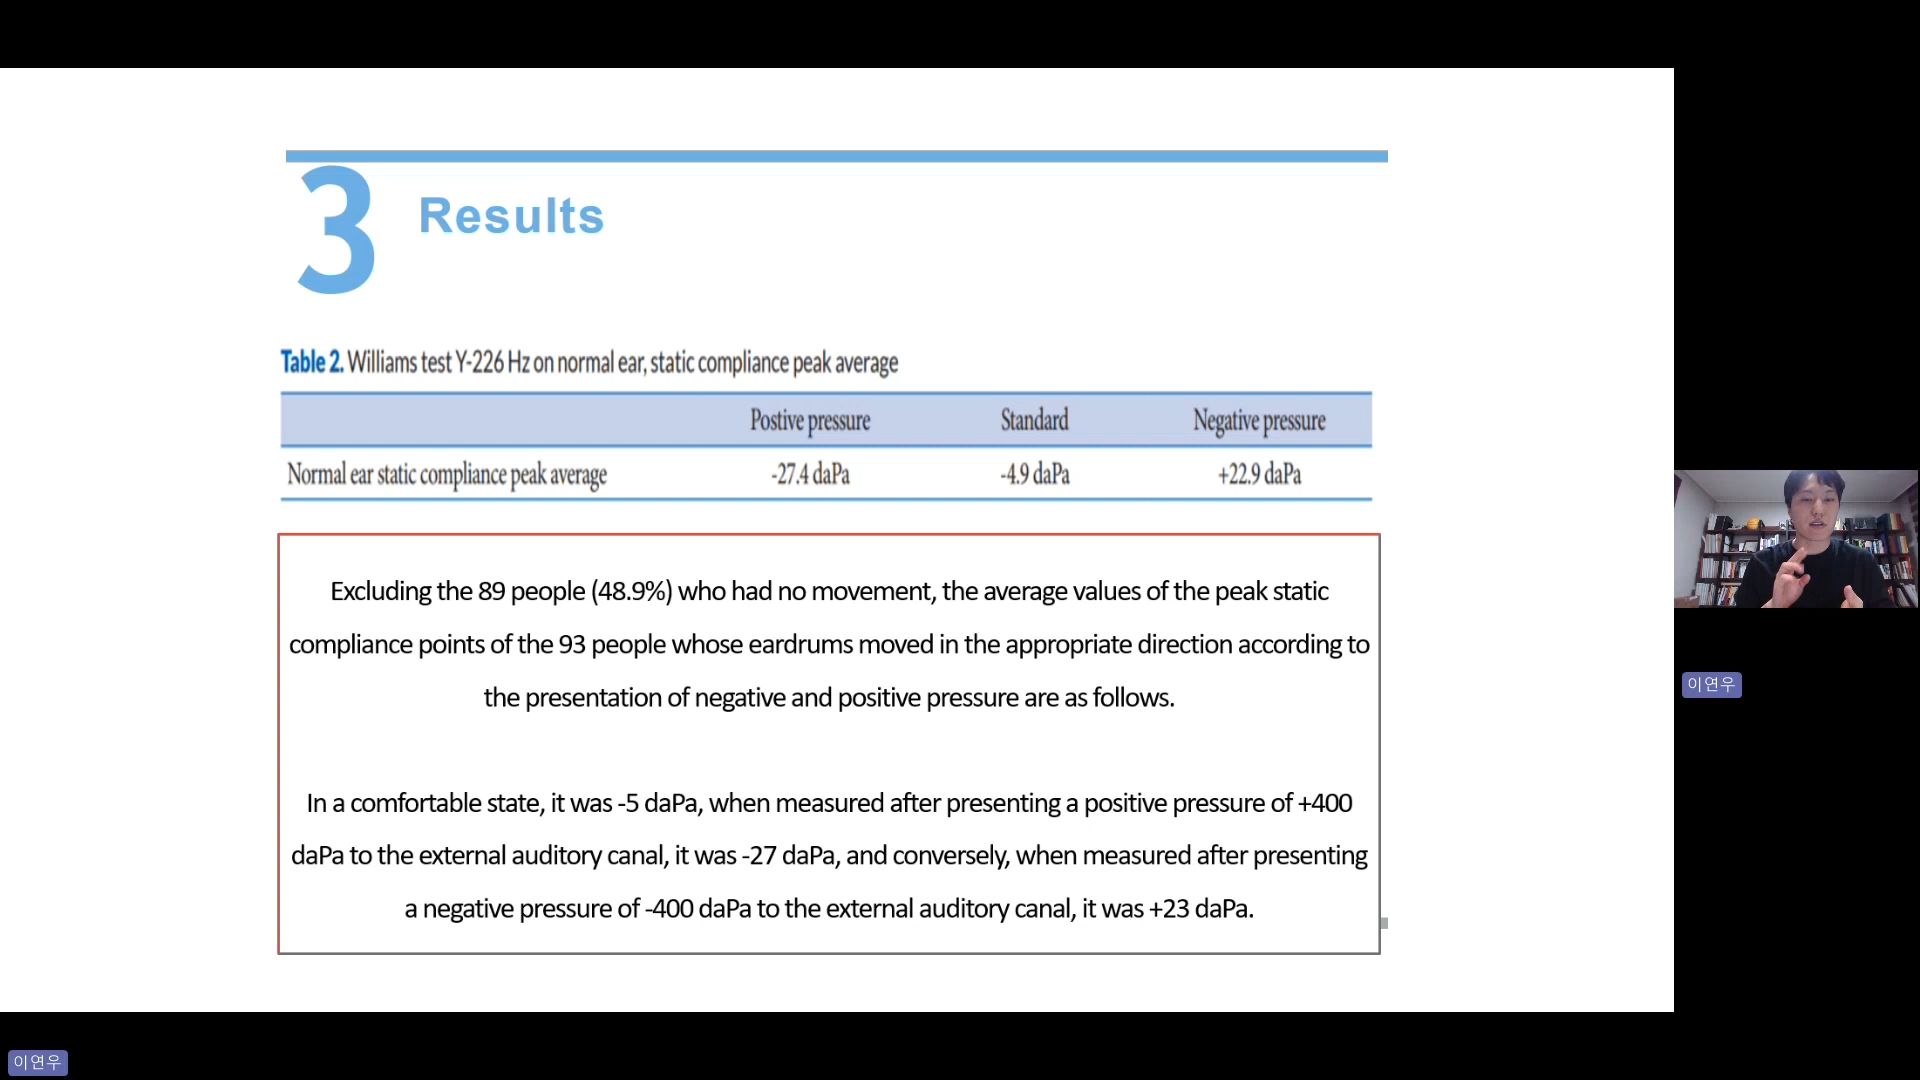 3 Results
Table 2. Williams test Y-226 Hz on normal ear, static compliance peak average
Postive pressure Standard Negative pressure
Normal ear static compliance peak average -27.4 daPa -4.9 daPa +22.9 daPa
Excluding the 89 people (48.9%) who had no movement, the average values of the peak static
compliance points of the 93 people whose eardrums moved in the appropriate direction according to
the presentation of negative and positive pressure are as follows.
In a comfortable state, it was -5 daPa, when measured after presenting a positive pressure of +400
daPa to the external auditory canal, it was -27 daPa, and conversely, when measured after presenting
a negative pressure of -400 daPa to the external auditory canal, it was +23 daPa.
이연우
이연우